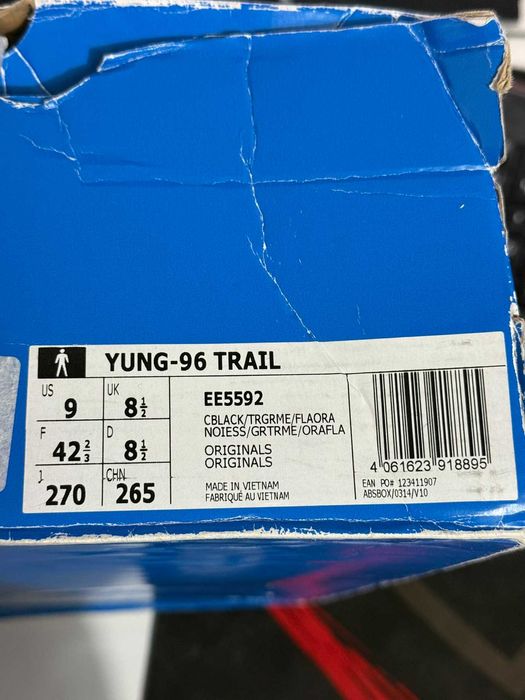 YUNG-96 TRAIL
US 9
UK 8½
F 42⅔
D 8½
J 270
CHN 265
EE5592
CBLACK/TRGRME/FLAORA
NOIESS/GRTRME/ORAFLA
ORIGINALS
ORIGINALS
MADE IN VIETNAM
FABRIQUÉ AU VIETNAM
4 061623 918895
EAN PO# 123411907
ABSBOX/0314/V10